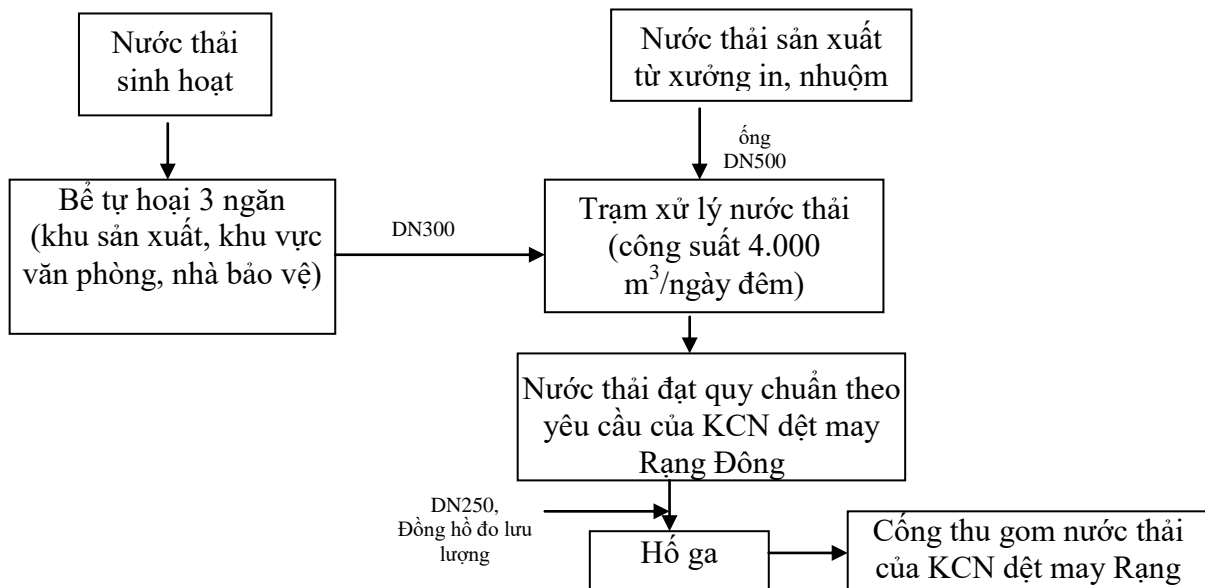 Nước thải
sinh hoạt
Nước thải sản xuất
từ xưởng in, nhuộm
ống
DN500
Bể tự hoại 3 ngăn
(khu sản xuất, khu vực
văn phòng, nhà bảo vệ)
DN300
Trạm xử lý nước thải
(công suất 4.000
m³/ngày đêm)
Nước thải đạt quy chuẩn theo
yêu cầu của KCN dệt may
Rạng Đông
DN250,
Đồng hồ đo lưu
lượng
Hố ga
Cống thu gom nước thải
của KCN dệt may Rạng